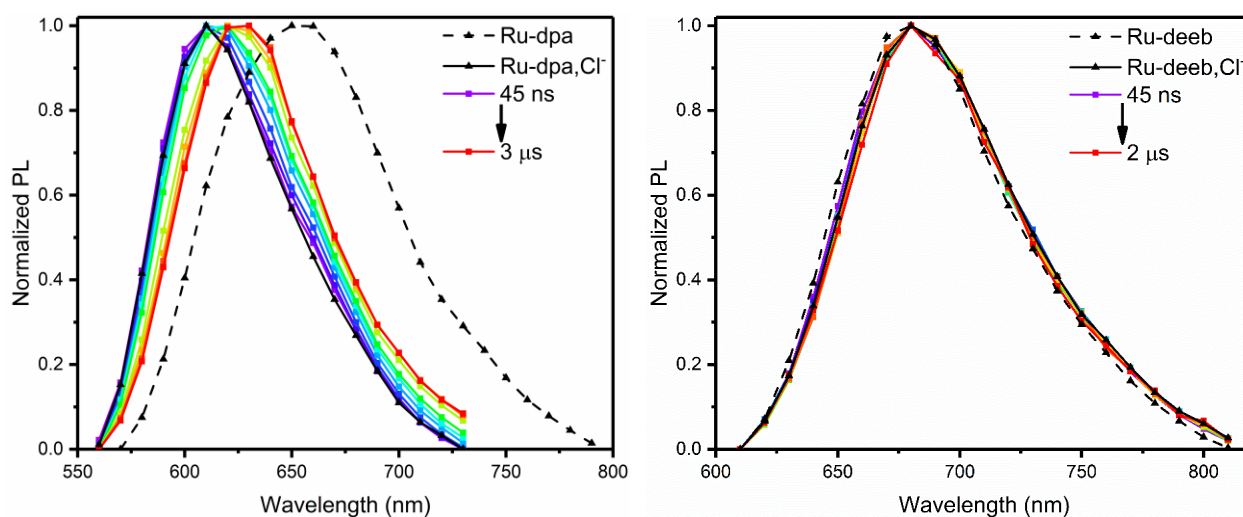 Normalized PL
1.0
0.8
0.6
0.4
0.2
0.0
550
600
650
700
750
800
Wavelength (nm)
Ru-dpa
Ru-dpa,Cl⁻
45 ns
3 μs
Normalized PL
1.0
0.8
0.6
0.4
0.2
0.0
600
650
700
750
800
Wavelength (nm)
Ru-deeb
Ru-deeb,Cl⁻
45 ns
2 μs